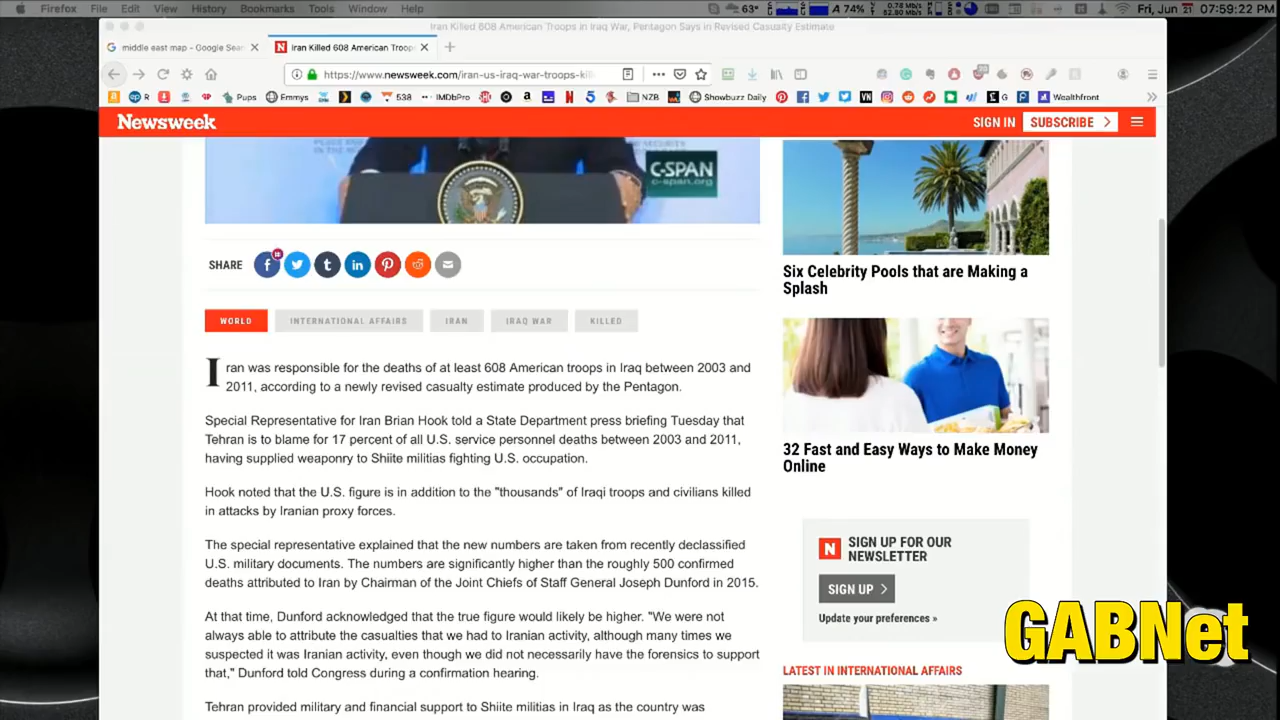 Firefox File Edit View History Bookmarks Tools Window Help
63° A 74% 0.78 MB/s 52.80 MB/s Fri, Jun 21 07:59:22 PM
Iran Killed 608 American Troops in Iraq War, Pentagon Says in Revised Casualty Estimate
middle east map - Google Sear
Iran Killed 608 American Troops
https://www.newsweek.com/iran-us-iraq-war-troops-kil
R Pups Emmys 538 IMDbPro NZB Showbuzz Daily G Wealthfront
Newsweek
SIGN IN
SUBSCRIBE
C-SPAN
c-span.org
SHARE
WORLD
INTERNATIONAL AFFAIRS
IRAN
IRAQ WAR
KILLED
Iran was responsible for the deaths of at least 608 American troops in Iraq between 2003 and
2011, according to a newly revised casualty estimate produced by the Pentagon.
Special Representative for Iran Brian Hook told a State Department press briefing Tuesday that
Tehran is to blame for 17 percent of all U.S. service personnel deaths between 2003 and 2011,
having supplied weaponry to Shiite militias fighting U.S. occupation.
Hook noted that the U.S. figure is in addition to the "thousands" of Iraqi troops and civilians killed
in attacks by Iranian proxy forces.
The special representative explained that the new numbers are taken from recently declassified
U.S. military documents. The numbers are significantly higher than the roughly 500 confirmed
deaths attributed to Iran by Chairman of the Joint Chiefs of Staff General Joseph Dunford in 2015.
At that time, Dunford acknowledged that the true figure would likely be higher. "We were not
always able to attribute the casualties that we had to Iranian activity, although many times we
suspected it was Iranian activity, even though we did not necessarily have the forensics to support
that," Dunford told Congress during a confirmation hearing.
Tehran provided military and financial support to Shiite militias in Iraq as the country was
Six Celebrity Pools that are Making a
Splash
32 Fast and Easy Ways to Make Money
Online
SIGN UP FOR OUR
NEWSLETTER
SIGN UP
Update your preferences »
LATEST IN INTERNATIONAL AFFAIRS
GABNet